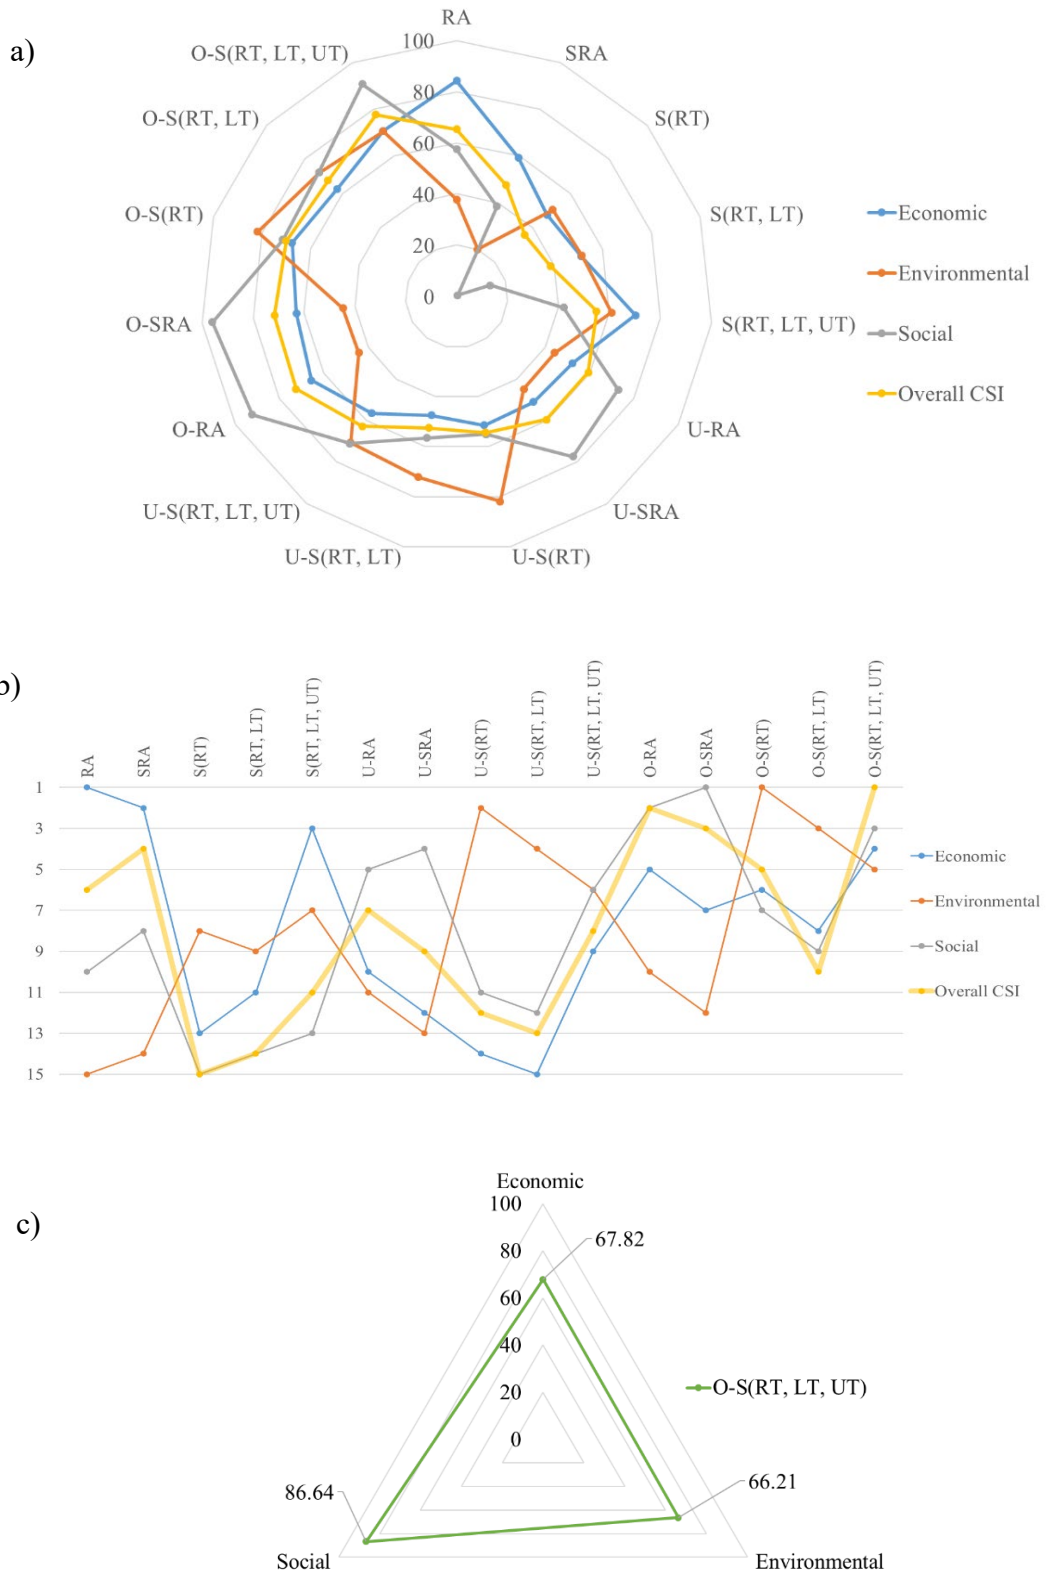 a)
RA
100
SRA
80
S(RT)
60
S(RT, LT)
40
S(RT, LT, UT)
20
0
U-RA
U-SRA
U-S(RT)
U-S(RT, LT)
U-S(RT, LT, UT)
O-RA
O-SRA
O-S(RT)
O-S(RT, LT)
O-S(RT, LT, UT)
Economic
Environmental
Social
Overall CSI
b)
RA
SRA
S(RT)
S(RT, LT)
S(RT, LT, UT)
U-RA
U-SRA
U-S(RT)
U-S(RT, LT)
U-S(RT, LT, UT)
O-RA
O-SRA
O-S(RT)
O-S(RT, LT)
O-S(RT, LT, UT)
1
3
5
7
9
11
13
15
Economic
Environmental
Social
Overall CSI
c)
Economic
100
80
60
40
20
0
67.82
O-S(RT, LT, UT)
86.64
66.21
Social
Environmental